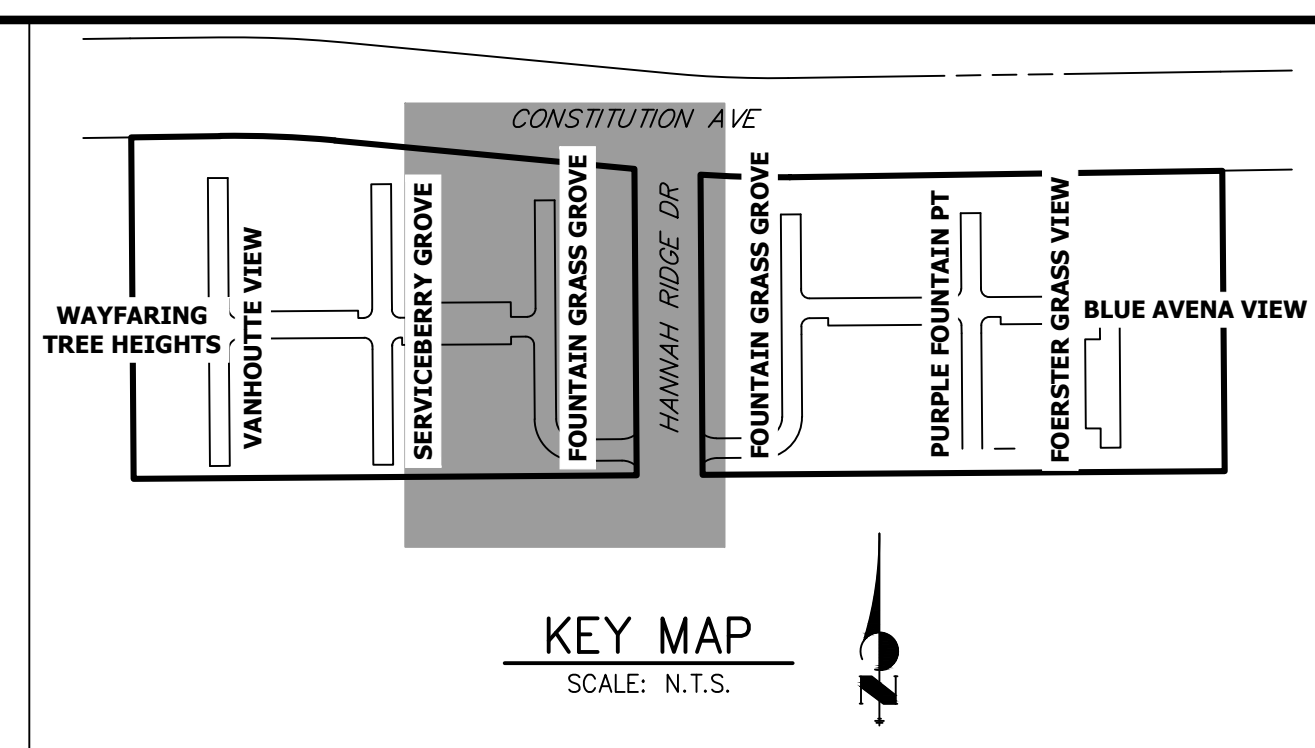 CONSTITUTION AVE
WAYFARING
TREE HEIGHTS
VANHOUTTE VIEW
SERVICEBERRY GROVE
FOUNTAIN GRASS GROVE
HANNAH RIDGE DR
FOUNTAIN GRASS GROVE
PURPLE FOUNTAIN PT
FOERSTER GRASS VIEW
BLUE AVENA VIEW
KEY MAP
SCALE: N.T.S.
N